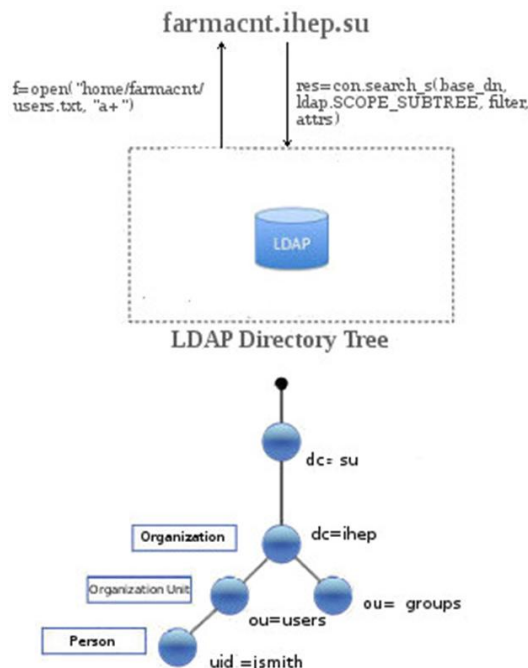 farmacnt.ihep.su
f=open( "home/farmacnt/
users.txt, "a+")
res=con.search_s( base_dn,
ldap.SCOPE_SUBTREE, filter,
attrs)
LDAP
LDAP Directory Tree
dc= su
Organization
dc=ihep
Organization Unit
ou=users
ou= groups
Person
uid =jsmith